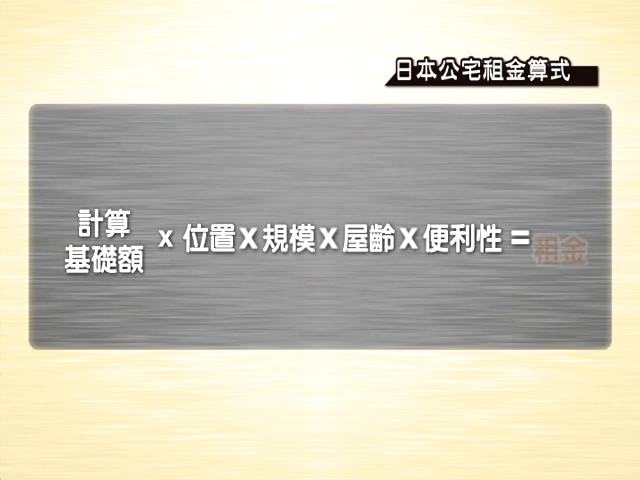 日本公宅租金算式
計算
基礎額 x 位置X規模X屋齡X便利性 = 租金